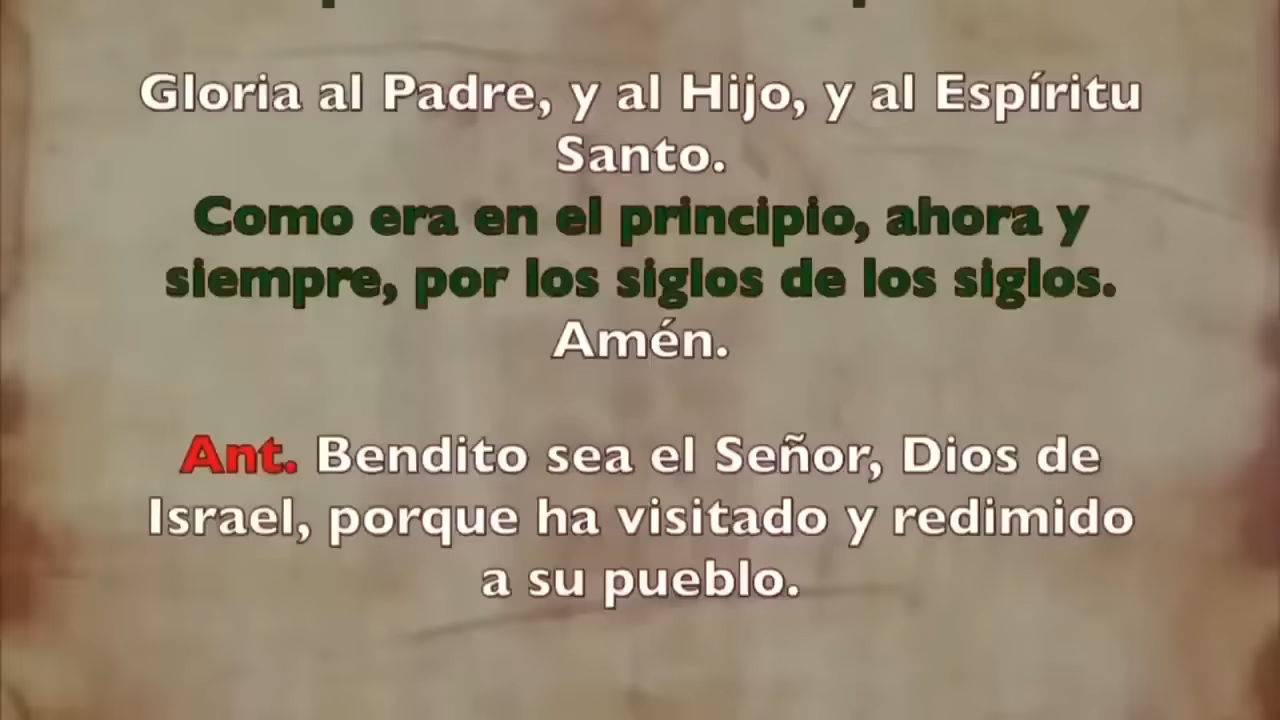 Gloria al Padre, y al Hijo, y al Espíritu
Santo.
Como era en el principio, ahora y
siempre, por los siglos de los siglos.
Amén.
Ant. Bendito sea el Señor, Dios de
Israel, porque ha visitado y redimido
a su pueblo.